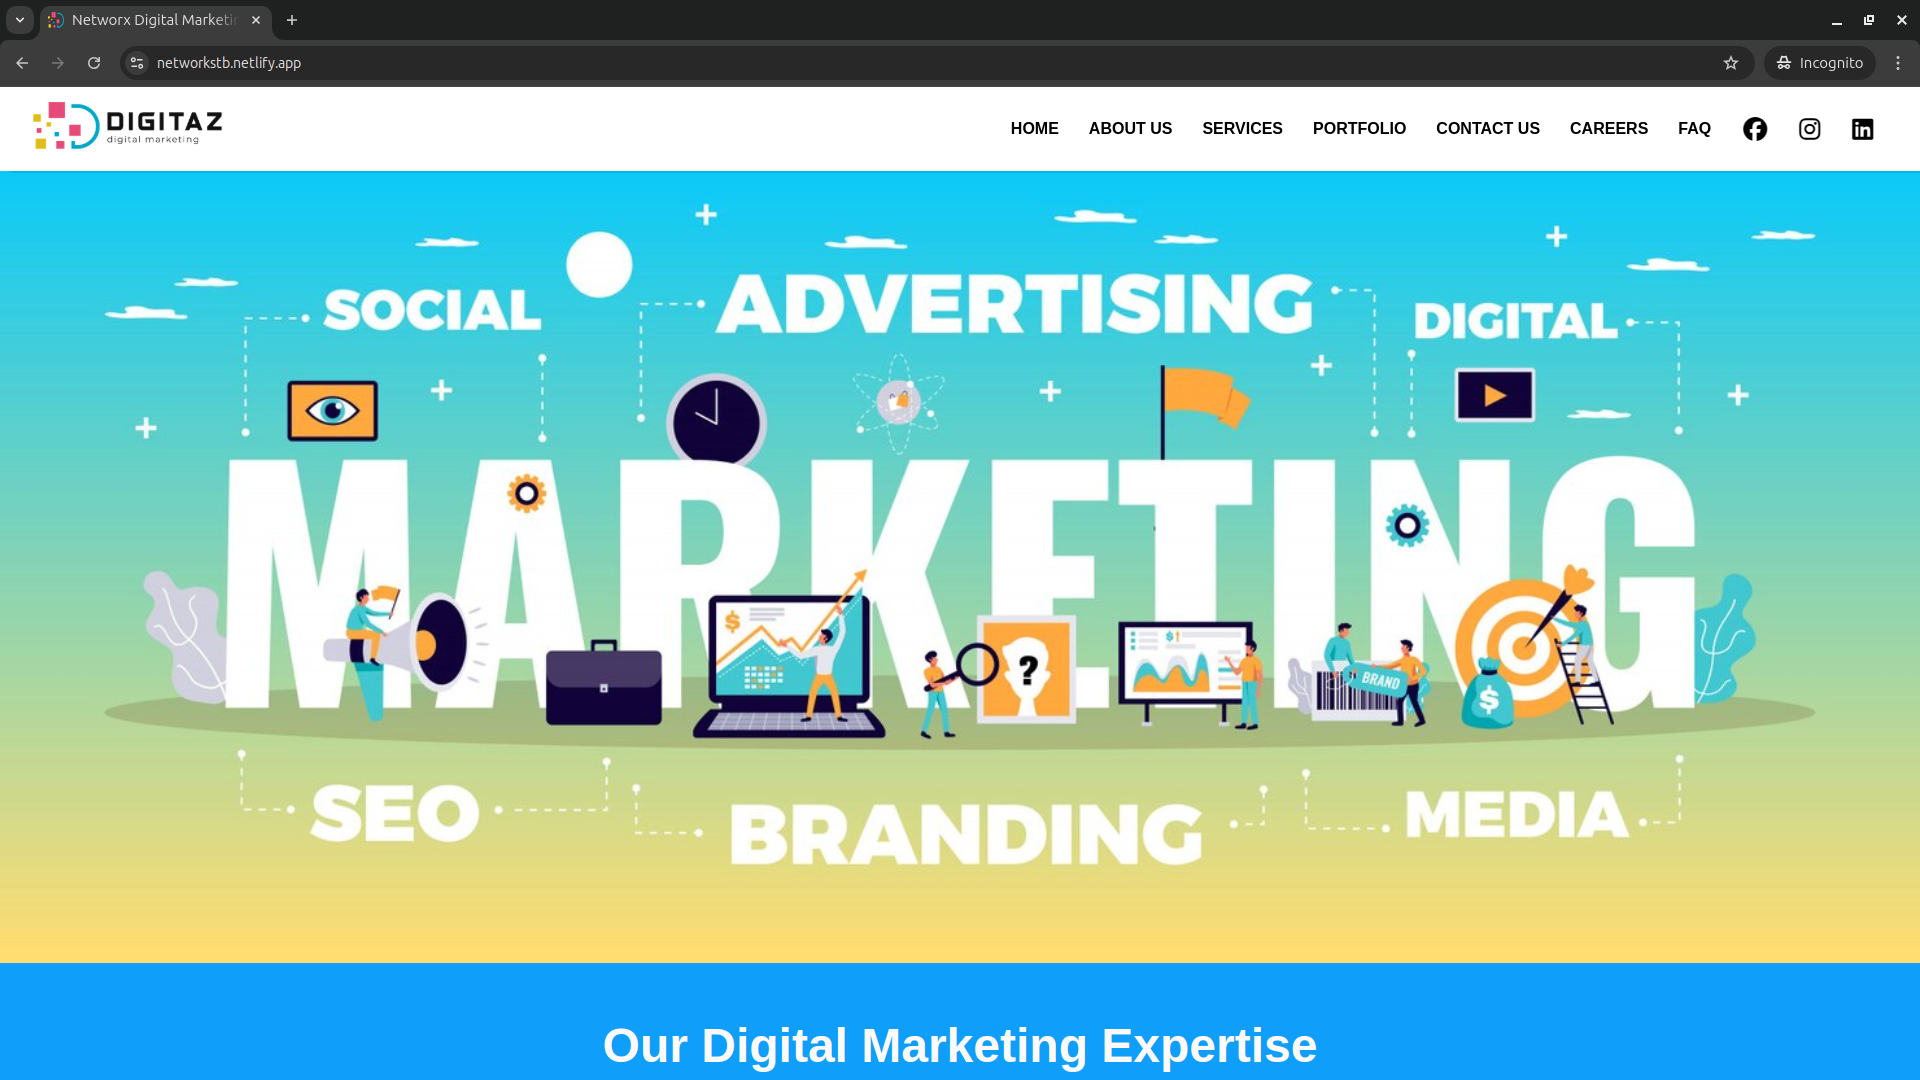 Networx Digital Marketi
networkstb.netlify.app
Incognito
DIGITAZ
digital marketing
HOME ABOUT US SERVICES PORTFOLIO CONTACT US CAREERS FAQ
SOCIAL
ADVERTISING
DIGITAL
MARKETING
$
?
$
BRAND
$
SEO
BRANDING
MEDIA
Our Digital Marketing Expertise